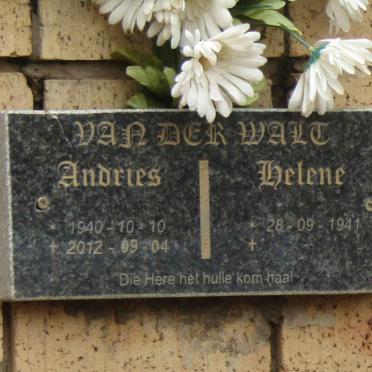 VAN DER WALT
Andries Helene
* 1940 - 10 - 10 * 28 - 09 - 1941
† 2012 - 09 - 04 †
Die Here het hulle kom haal